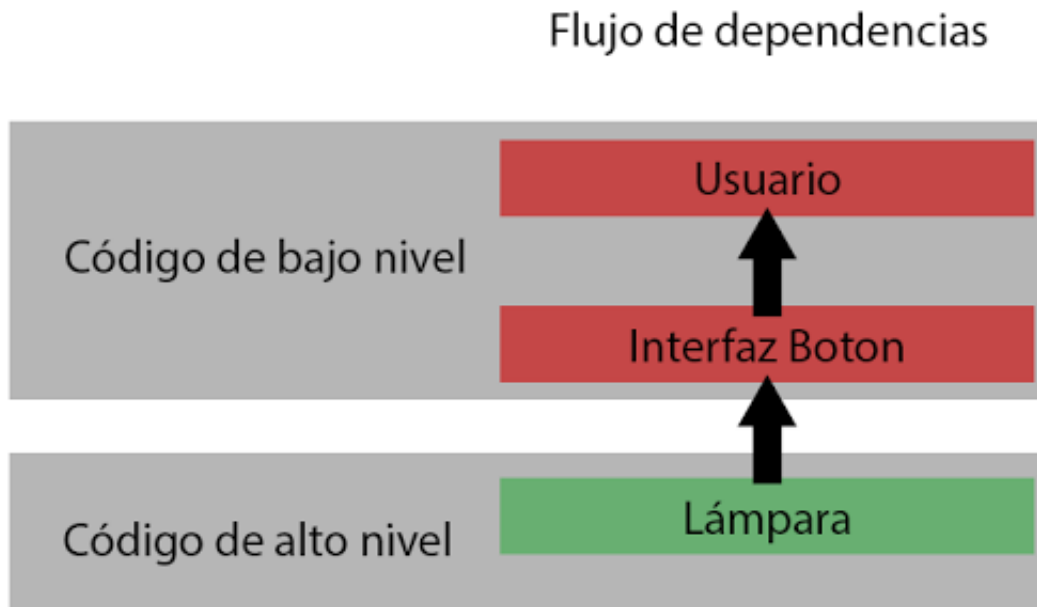 Flujo de dependencias
Usuario
Código de bajo nivel
Interfaz Boton
Lámpara
Código de alto nivel